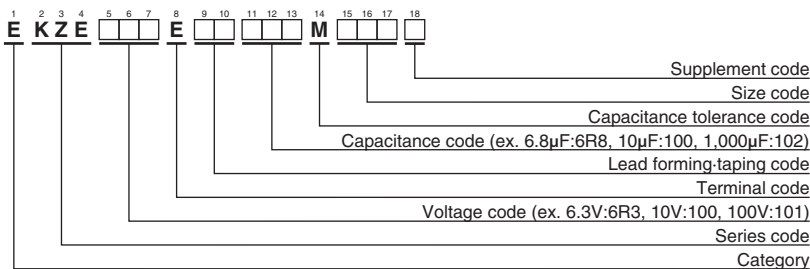 1 2 3 4 5 6 7 8 9 10 11 12 13 14 15 16 17 18
E K Z E E M
Supplement code
Size code
Capacitance tolerance code
Capacitance code (ex. 6.8μF:6R8, 10μF:100, 1,000μF:102)
Lead forming·taping code
Terminal code
Voltage code (ex. 6.3V:6R3, 10V:100, 100V:101)
Series code
Category